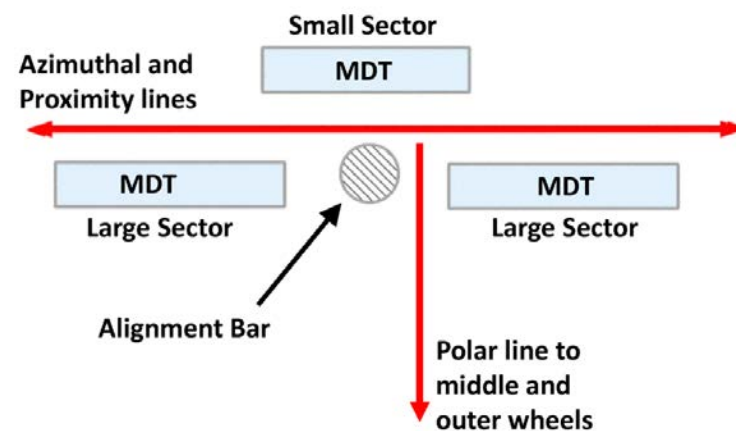 Small Sector
MDT
Azimuthal and
Proximity lines
MDT
Large Sector
MDT
Large Sector
Alignment Bar
Polar line to
middle and
outer wheels